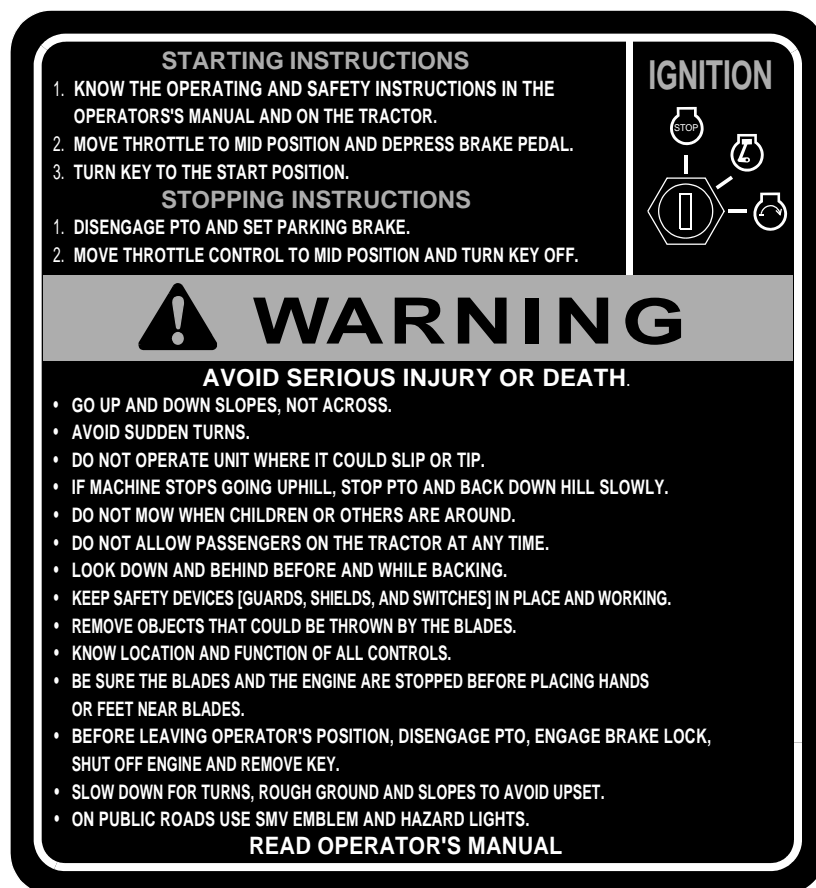 STARTING INSTRUCTIONS
1. KNOW THE OPERATING AND SAFETY INSTRUCTIONS IN THE
OPERATORS'S MANUAL AND ON THE TRACTOR.
2. MOVE THROTTLE TO MID POSITION AND DEPRESS BRAKE PEDAL.
3. TURN KEY TO THE START POSITION.
STOPPING INSTRUCTIONS
1. DISENGAGE PTO AND SET PARKING BRAKE.
2. MOVE THROTTLE CONTROL TO MID POSITION AND TURN KEY OFF.
IGNITION
STOP
WARNING
AVOID SERIOUS INJURY OR DEATH.
• GO UP AND DOWN SLOPES, NOT ACROSS.
• AVOID SUDDEN TURNS.
• DO NOT OPERATE UNIT WHERE IT COULD SLIP OR TIP.
• IF MACHINE STOPS GOING UPHILL, STOP PTO AND BACK DOWN HILL SLOWLY.
• DO NOT MOW WHEN CHILDREN OR OTHERS ARE AROUND.
• DO NOT ALLOW PASSENGERS ON THE TRACTOR AT ANY TIME.
• LOOK DOWN AND BEHIND BEFORE AND WHILE BACKING.
• KEEP SAFETY DEVICES [GUARDS, SHIELDS, AND SWITCHES] IN PLACE AND WORKING.
• REMOVE OBJECTS THAT COULD BE THROWN BY THE BLADES.
• KNOW LOCATION AND FUNCTION OF ALL CONTROLS.
• BE SURE THE BLADES AND THE ENGINE ARE STOPPED BEFORE PLACING HANDS
OR FEET NEAR BLADES.
• BEFORE LEAVING OPERATOR'S POSITION, DISENGAGE PTO, ENGAGE BRAKE LOCK,
SHUT OFF ENGINE AND REMOVE KEY.
• SLOW DOWN FOR TURNS, ROUGH GROUND AND SLOPES TO AVOID UPSET.
• ON PUBLIC ROADS USE SMV EMBLEM AND HAZARD LIGHTS.
READ OPERATOR'S MANUAL